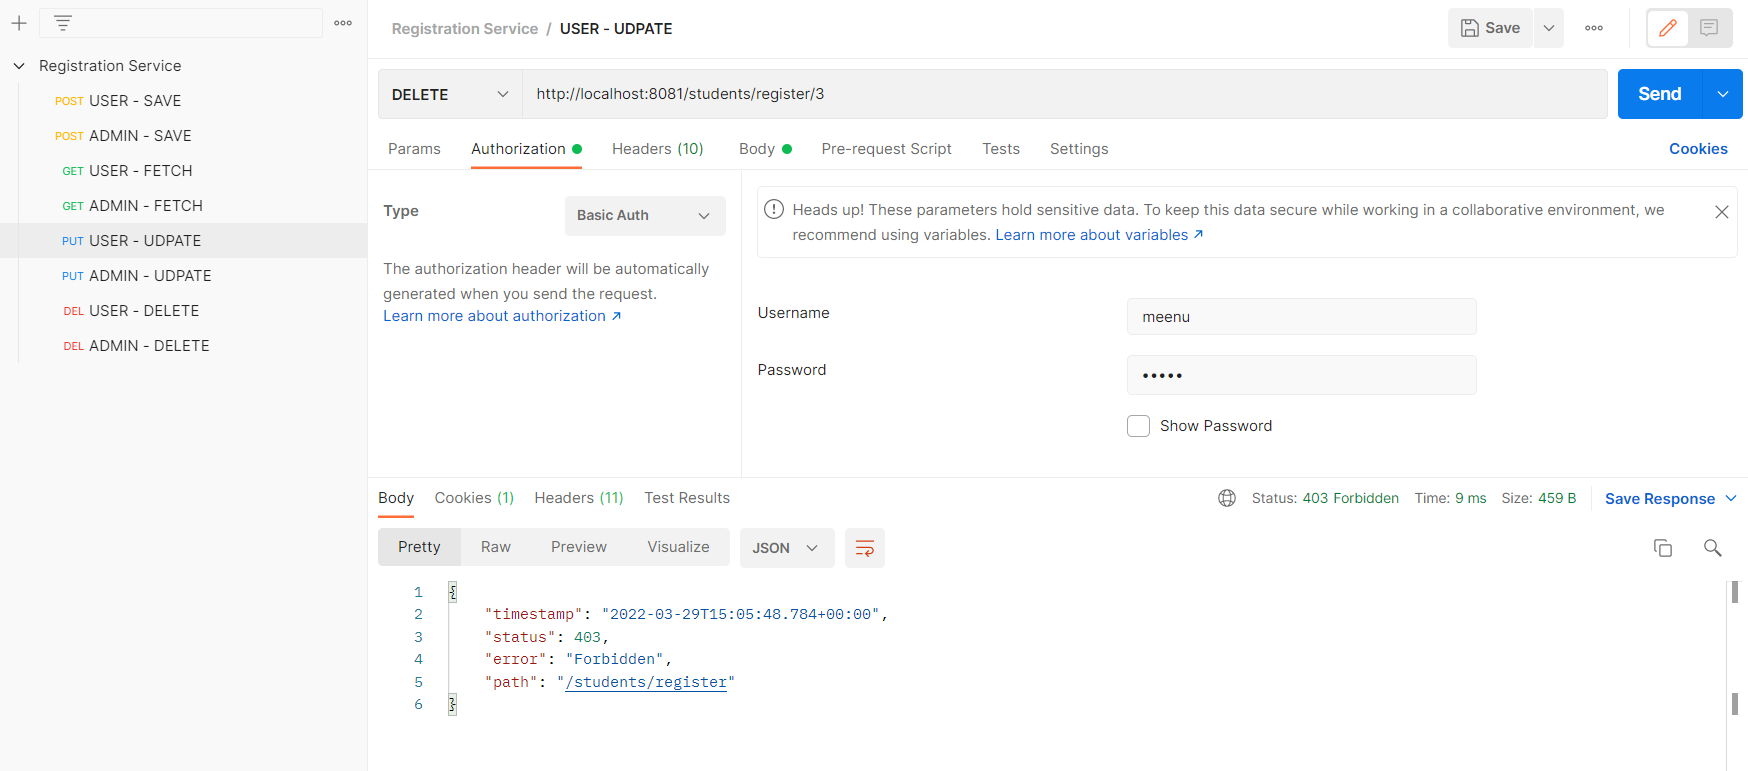 Registration Service
POST USER - SAVE
POST ADMIN - SAVE
GET USER - FETCH
GET ADMIN - FETCH
PUT USER - UDPATE
PUT ADMIN - UDPATE
DEL USER - DELETE
DEL ADMIN - DELETE
Registration Service / USER - UDPATE
Save
DELETE http://localhost:8081/students/register/3 Send
Params Authorization Headers (10) Body Pre-request Script Tests Settings Cookies
Type Basic Auth
The authorization header will be automatically
generated when you send the request.
Learn more about authorization ↗
Heads up! These parameters hold sensitive data. To keep this data secure while working in a collaborative environment, we
recommend using variables. Learn more about variables ↗
Username meenu
Password •••••
Show Password
Body Cookies (1) Headers (11) Test Results Status: 403 Forbidden Time: 9 ms Size: 459 B Save Response
Pretty Raw Preview Visualize JSON
1 {
2 "timestamp": "2022-03-29T15:05:48.784+00:00",
3 "status": 403,
4 "error": "Forbidden",
5 "path": "/students/register"
6 }